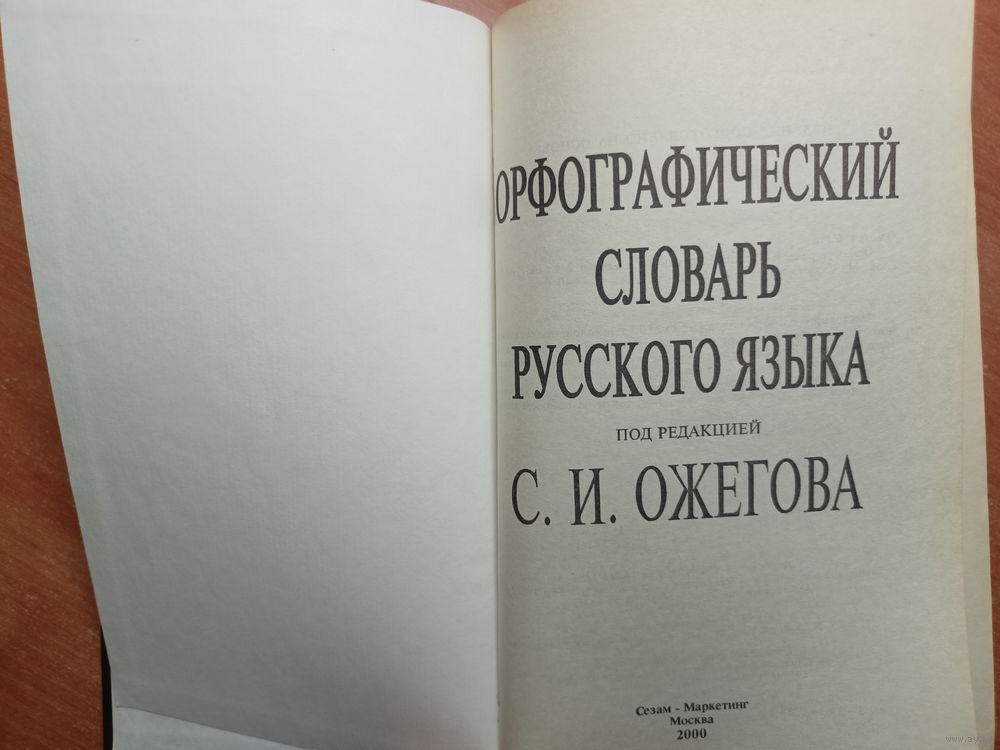 ОРФОГРАФИЧЕСКИЙ
СЛОВАРЬ
РУССКОГО ЯЗЫКА
ПОД РЕДАКЦИЕЙ
С. И. ОЖЕГОВА
Сезам - Маркетинг
Москва
2000